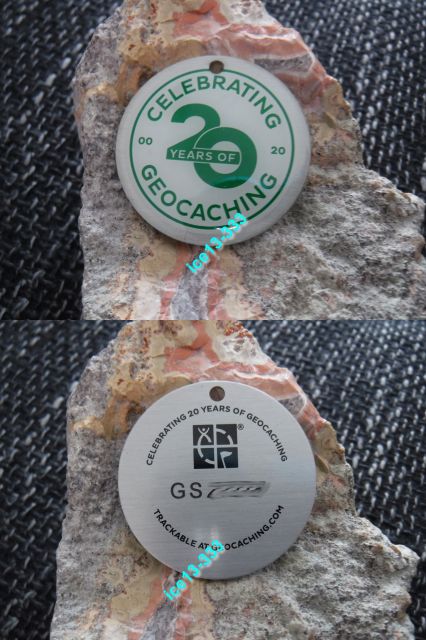 CELEBRATING
20
00
20
YEARS OF
GEOCACHING
ice13-333
CELEBRATING 20 YEARS OF GEOCACHING
®
GS
TRACKABLE AT GEOCACHING.COM
ice13-333